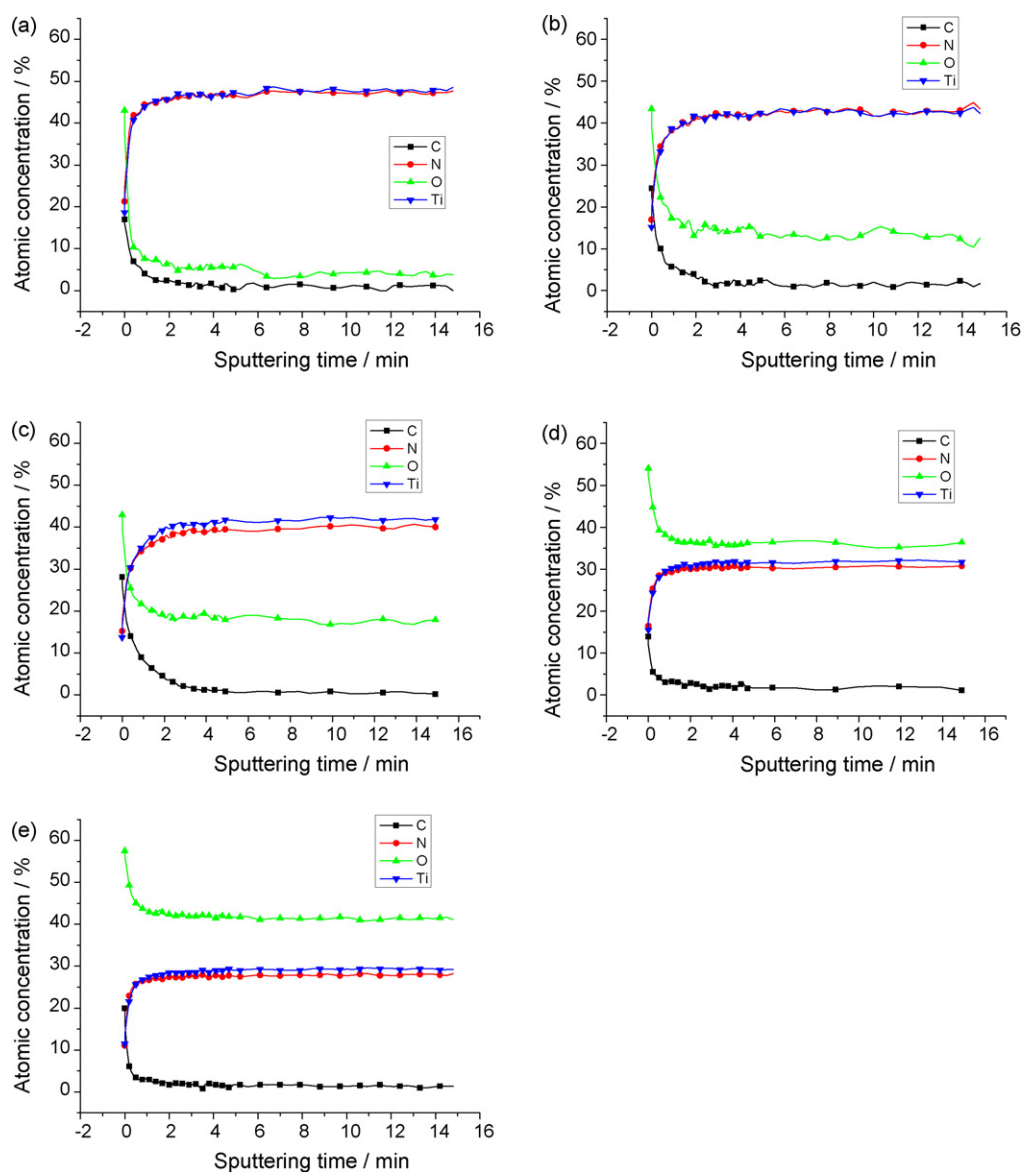 (a)
Atomic concentration / %
60
50
40
30
20
10
0
C
N
O
Ti
-2 0 2 4 6 8 10 12 14 16
Sputtering time / min
(b)
Atomic concentration / %
60
50
40
30
20
10
0
C
N
O
Ti
-2 0 2 4 6 8 10 12 14 16
Sputtering time / min
(c)
Atomic concentration / %
60
50
40
30
20
10
0
C
N
O
Ti
-2 0 2 4 6 8 10 12 14 16
Sputtering time / min
(d)
Atomic concentration / %
60
50
40
30
20
10
0
C
N
O
Ti
-2 0 2 4 6 8 10 12 14 16
Sputtering time / min
(e)
Atomic concentration / %
60
50
40
30
20
10
0
C
N
O
Ti
-2 0 2 4 6 8 10 12 14 16
Sputtering time / min